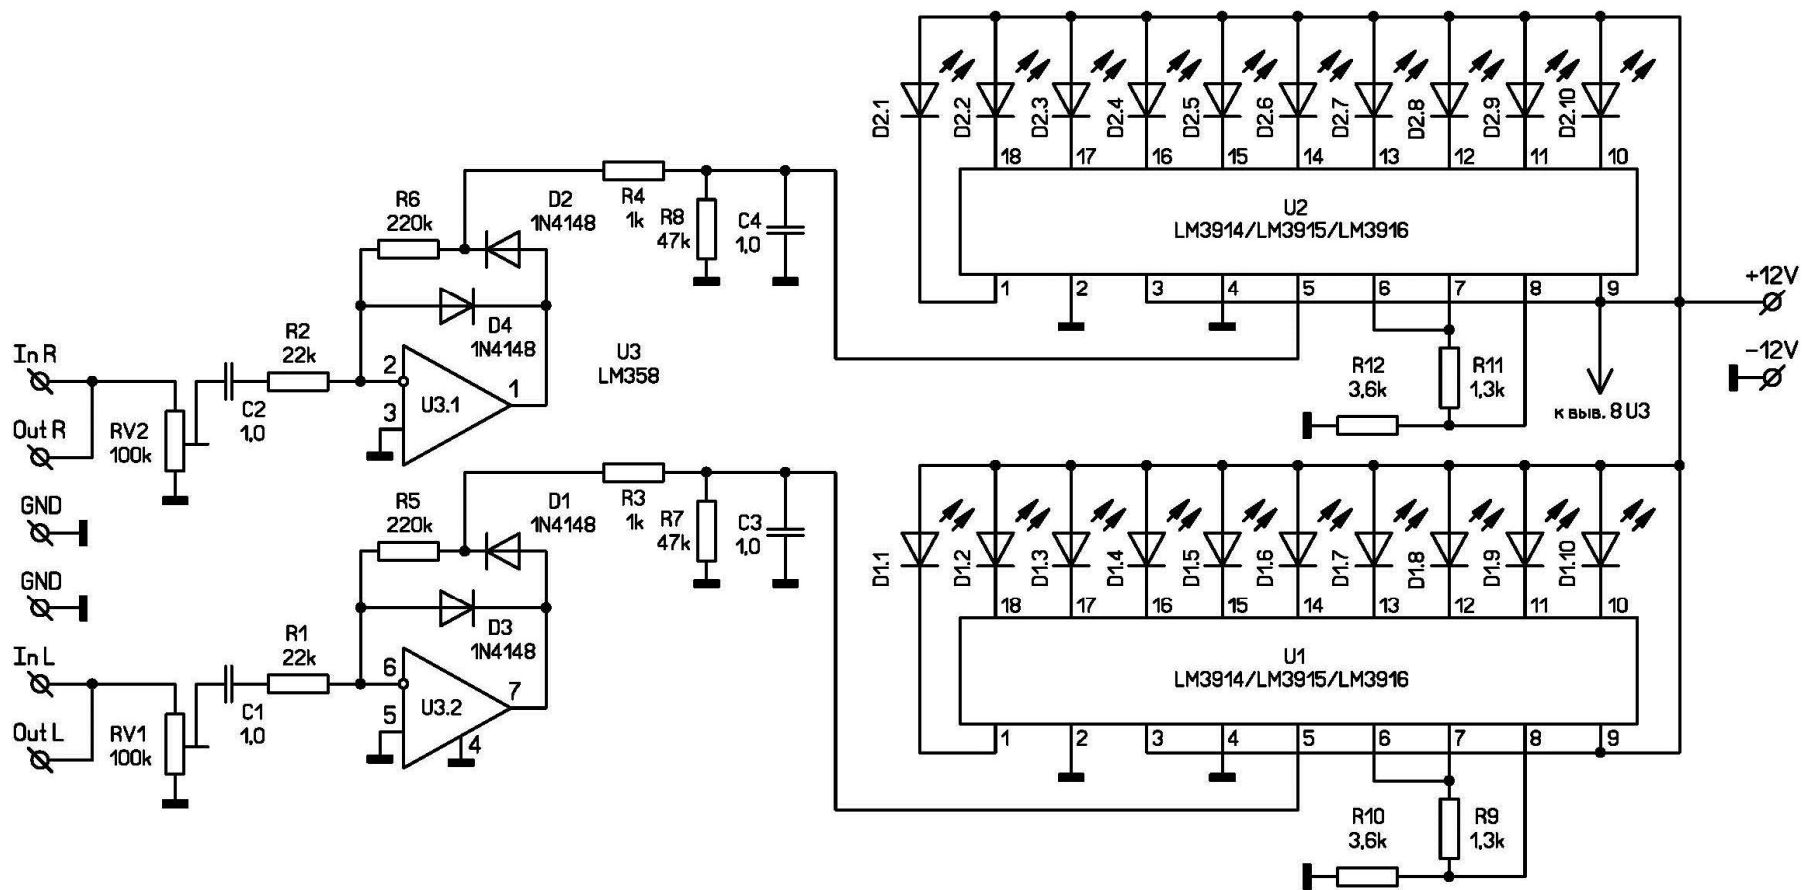 D2.1
D2.2
D2.3
D2.4
D2.5
D2.6
D2.7
D2.8
D2.9
D2.10
18
17
16
15
14
13
12
11
10
U2
LM3914/LM3915/LM3916
1
2
3
4
5
6
7
8
9
+12V
-12V
R6
220k
D2
1N4148
R4
1k
R8
47k
C4
1,0
D4
1N4148
U3
LM358
R12
3,6k
R11
1,3k
к выв. 8 U3
In R
Out R
RV2
100k
C2
1,0
R2
22k
2
3
U3.1
1
GND
GND
R5
220k
D1
1N4148
R3
1k
R7
47k
C3
1,0
D3
1N4148
In L
Out L
RV1
100k
C1
1,0
R1
22k
6
5
U3.2
7
4
D1.1
D1.2
D1.3
D1.4
D1.5
D1.6
D1.7
D1.8
D1.9
D1.10
18
17
16
15
14
13
12
11
10
U1
LM3914/LM3915/LM3916
1
2
3
4
5
6
7
8
9
R10
3,6k
R9
1,3k